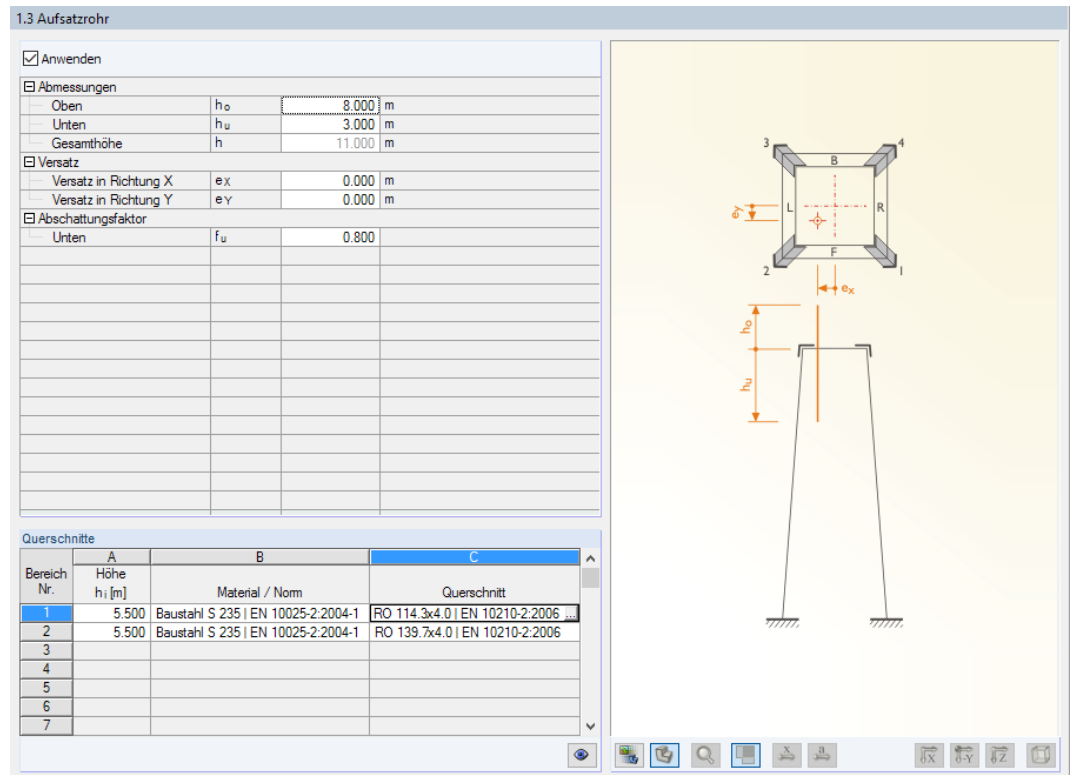 1.3 Aufsatzrohr
Anwenden
Abmessungen
Oben ho 8.000 m
Unten hu 3.000 m
Gesamthöhe h 11.000 m
Versatz
Versatz in Richtung X eX 0.000 m
Versatz in Richtung Y eY 0.000 m
Abschattungsfaktor
Unten fu 0.800
Querschnitte
A B C
Bereich Nr. Höhe hi [m] Material / Norm Querschnitt
1 5.500 Baustahl S 235 | EN 10025-2:2004-1 RO 114.3x4.0 | EN 10210-2:2006 ...
2 5.500 Baustahl S 235 | EN 10025-2:2004-1 RO 139.7x4.0 | EN 10210-2:2006
3
4
5
6
7
3 4
B
L R
ey
F
2 1
ex
ho
hu
x a X -Y Z